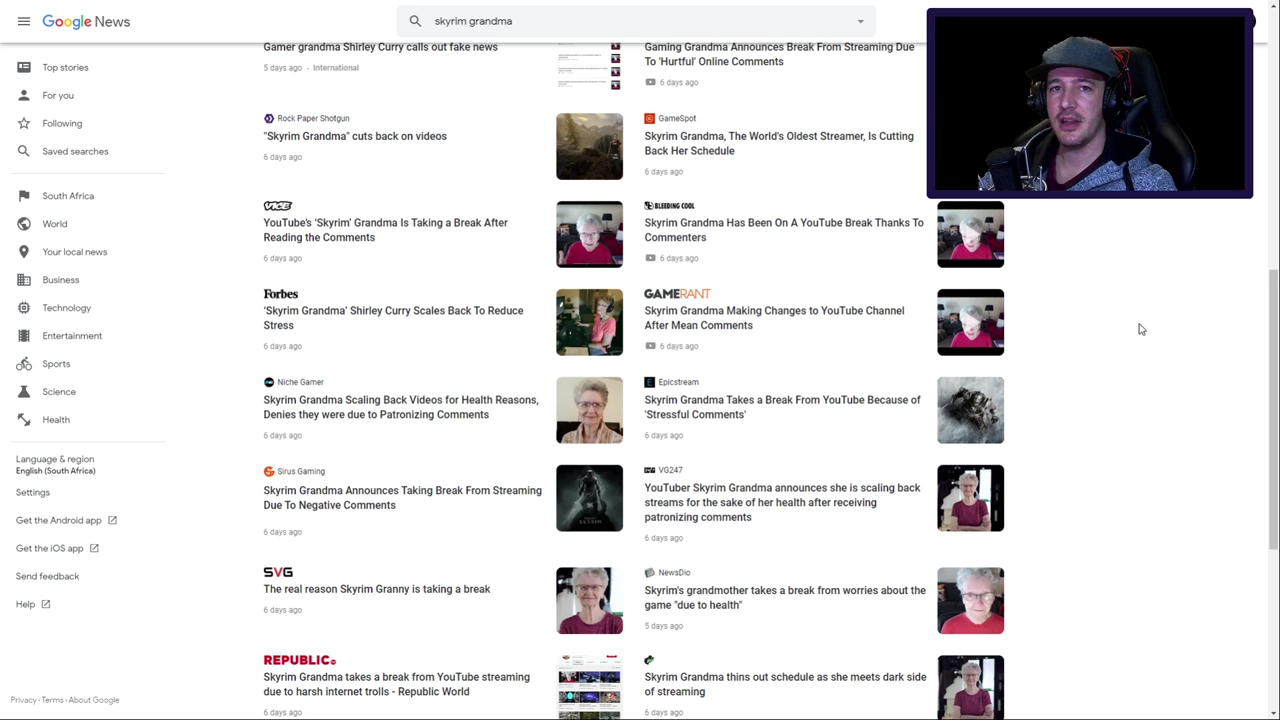 Google News
skyrim grandma
Top stories
For you
Following
Saved searches
South Africa
World
Your local news
Business
Technology
Entertainment
Sports
Science
Health
Language & region
English (South Africa)
Settings
Get the Android app
Get the iOS app
Send feedback
Help
Privacy · Terms · About Google
Gamer grandma Shirley Curry calls out fake news
5 days ago · International
Gaming Grandma Announces Break From Streaming Due
To 'Hurtful' Online Comments
6 days ago
Rock Paper Shotgun
"Skyrim Grandma" cuts back on videos
6 days ago
GameSpot
Skyrim Grandma, The World's Oldest Streamer, Is Cutting
Back Her Schedule
6 days ago
VICE
YouTube's 'Skyrim' Grandma Is Taking a Break After
Reading the Comments
6 days ago
BLEEDING COOL
Skyrim Grandma Has Been On A YouTube Break Thanks To
Commenters
6 days ago
Forbes
'Skyrim Grandma' Shirley Curry Scales Back To Reduce
Stress
6 days ago
GAMERANT
Skyrim Grandma Making Changes to YouTube Channel
After Mean Comments
6 days ago
Niche Gamer
Skyrim Grandma Scaling Back Videos for Health Reasons,
Denies they were due to Patronizing Comments
6 days ago
Epicstream
Skyrim Grandma Takes a Break From YouTube Because of
'Stressful Comments'
6 days ago
Sirus Gaming
Skyrim Grandma Announces Taking Break From Streaming
Due To Negative Comments
6 days ago
SKYRIM
VG247
YouTuber Skyrim Grandma announces she is scaling back
streams for the sake of her health after receiving
patronizing comments
6 days ago
SVG
The real reason Skyrim Granny is taking a break
6 days ago
NewsDio
Skyrim's grandmother takes a break from worries about the
game "due to health"
5 days ago
REPUBLIC
Skyrim Grandma takes a break from YouTube streaming
due to harsh internet trolls - Republic World
6 days ago
Skyrim Grandma thins out schedule as she meets dark side
of streaming
6 days ago